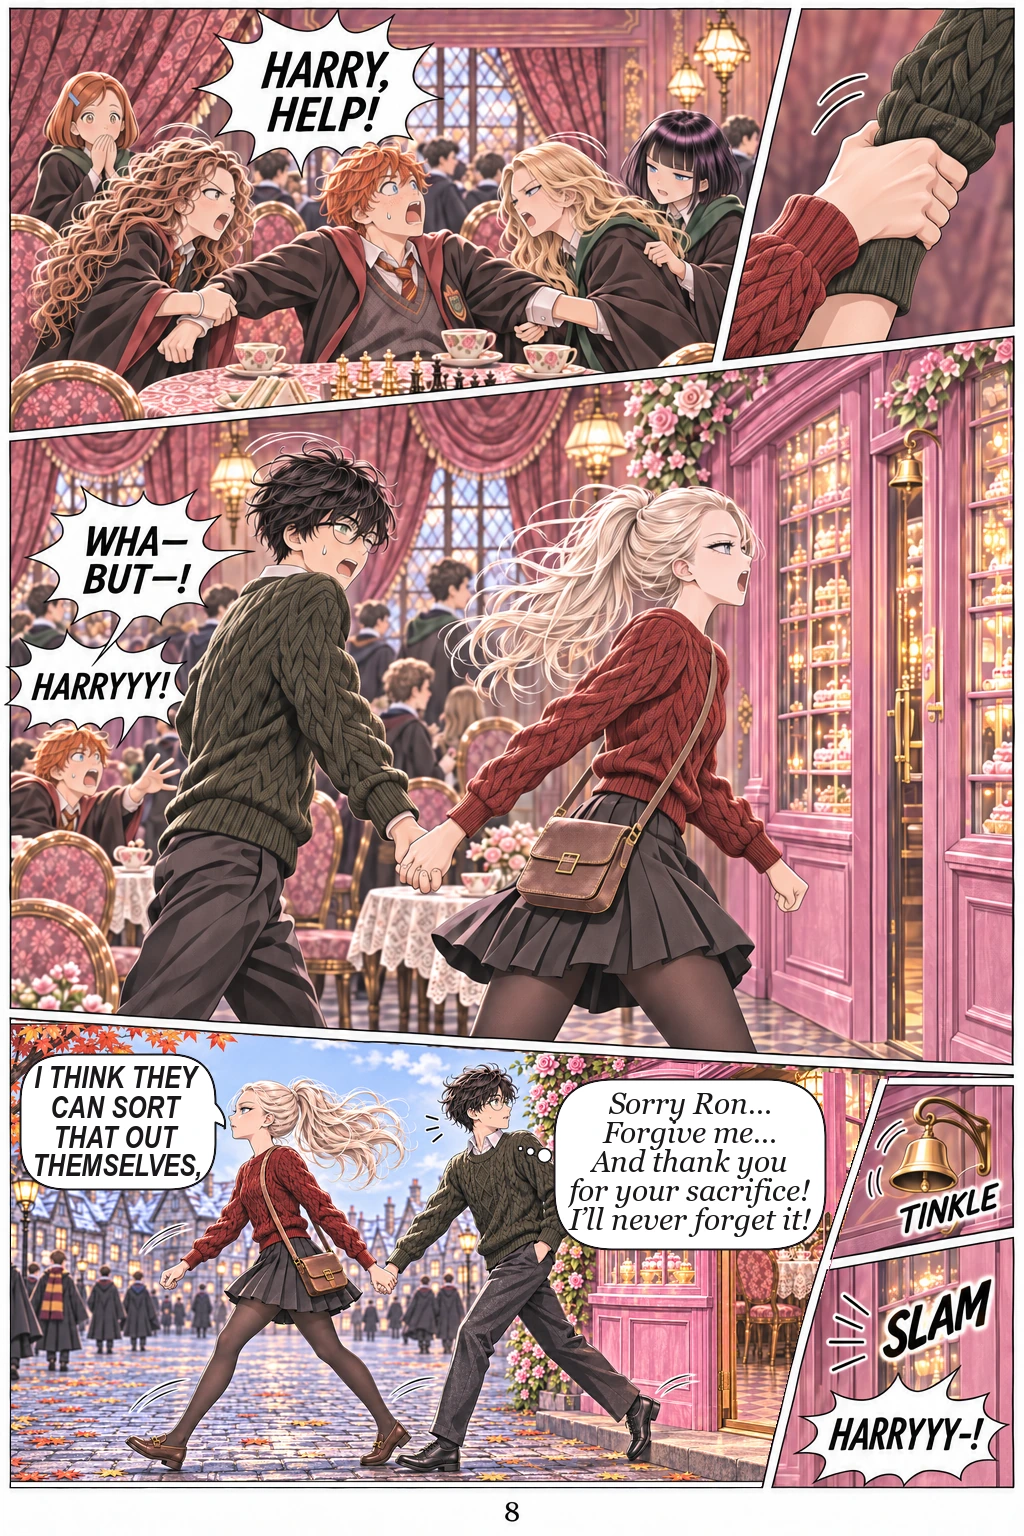 HARRY,
HELP!
WHA—
BUT—!
HARRYYY!
I THINK THEY
CAN SORT
THAT OUT
THEMSELVES,
Sorry Ron...
Forgive me...
And thank you
for your sacrifice!
I'll never forget it!
TINKLE
SLAM
HARRYYY-!
8